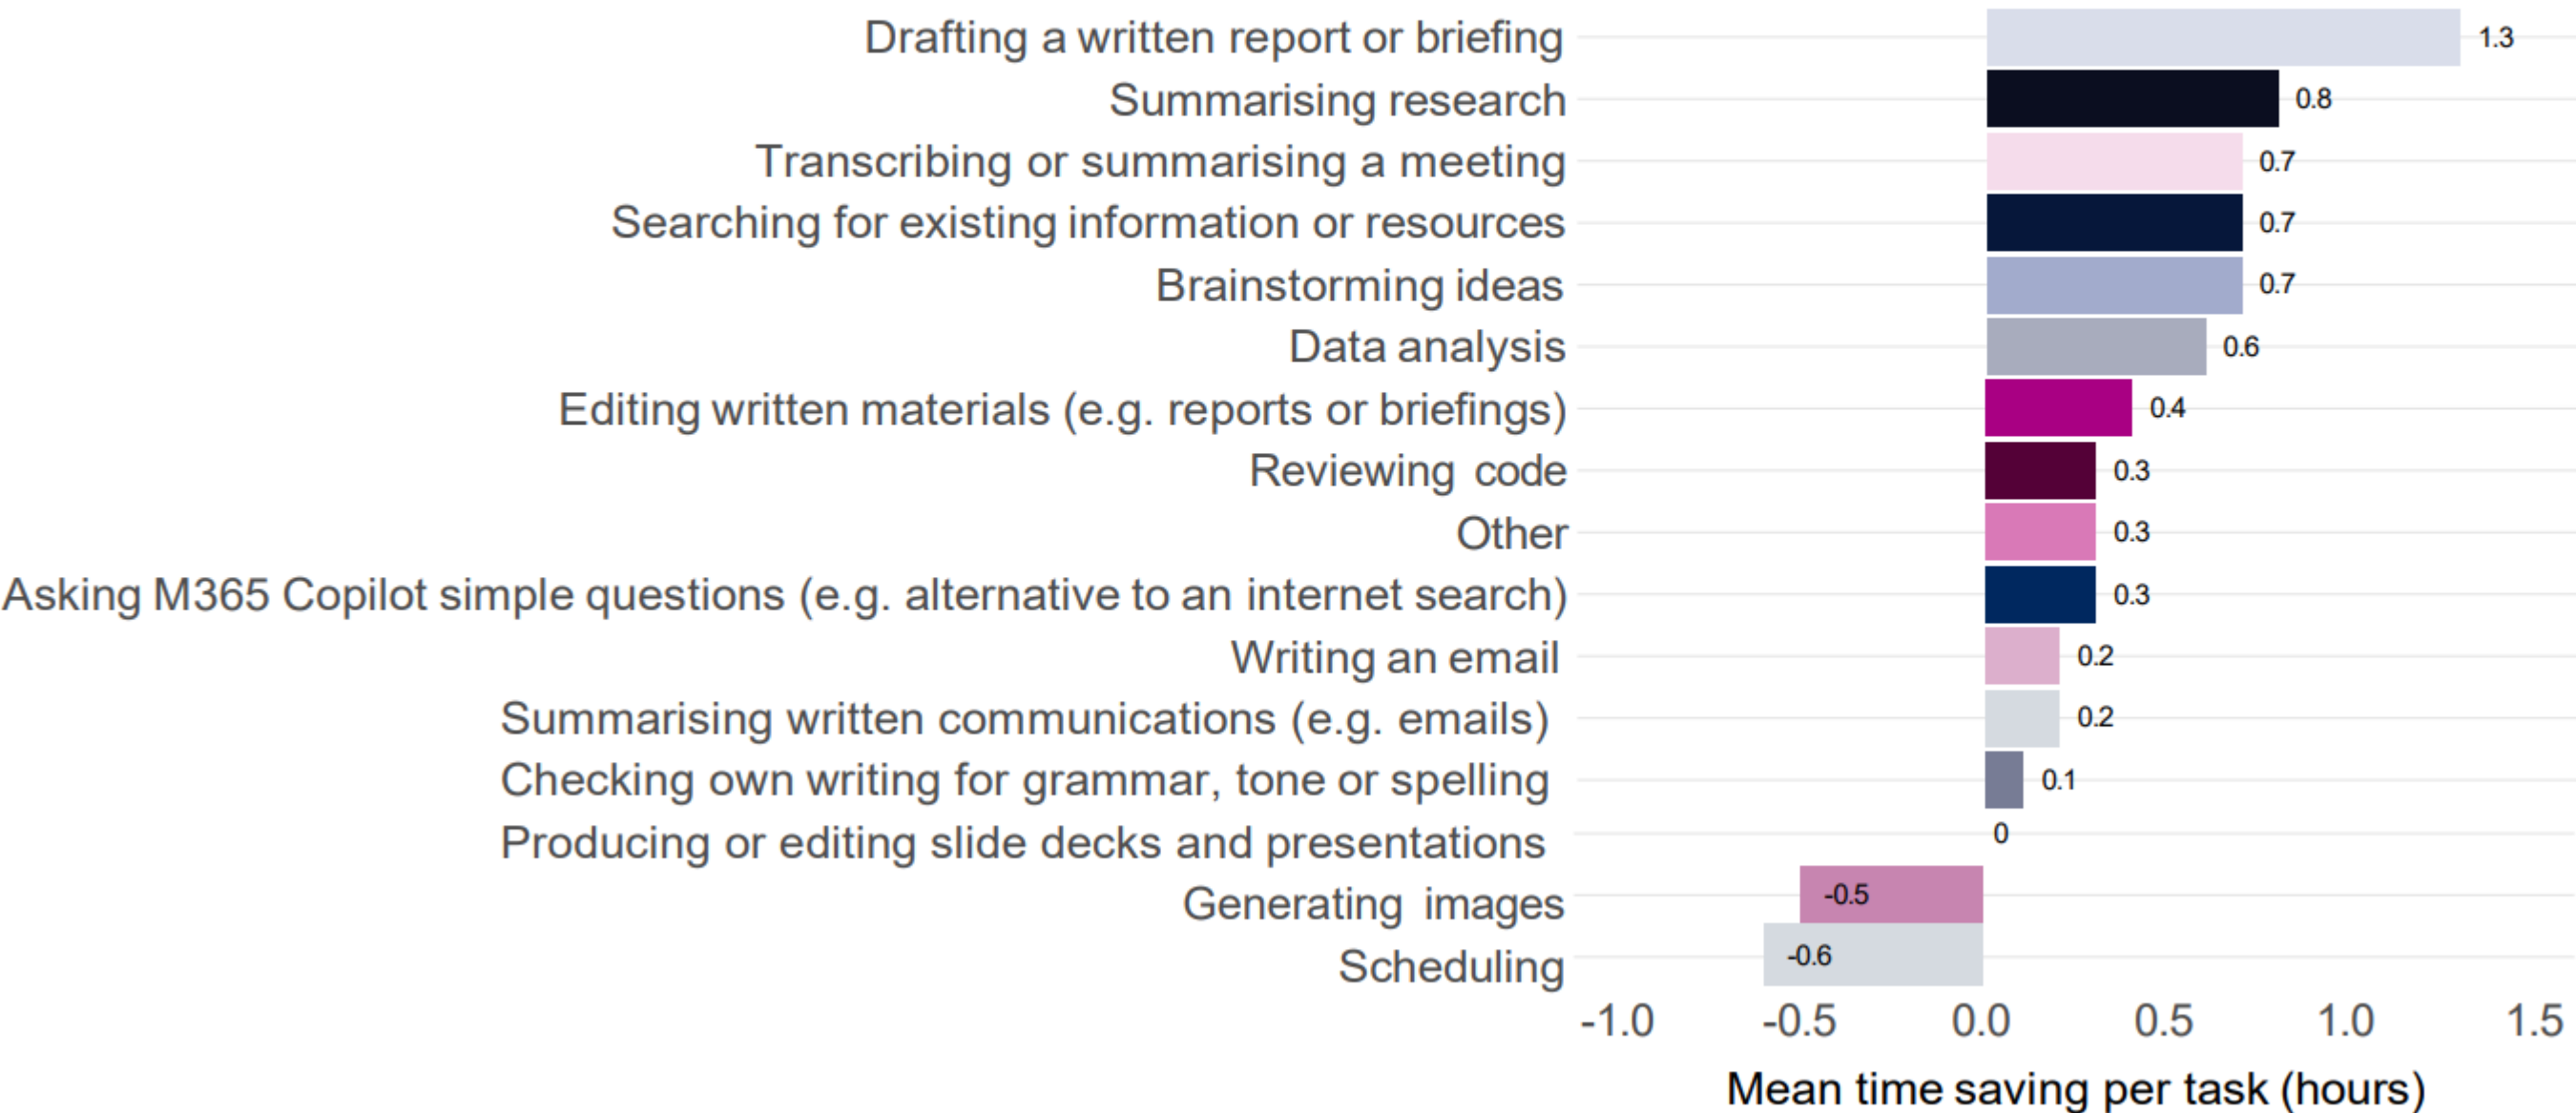 Drafting a written report or briefing 1.3
Summarising research 0.8
Transcribing or summarising a meeting 0.7
Searching for existing information or resources 0.7
Brainstorming ideas 0.7
Data analysis 0.6
Editing written materials (e.g. reports or briefings) 0.4
Reviewing code 0.3
Other 0.3
Asking M365 Copilot simple questions (e.g. alternative to an internet search) 0.3
Writing an email 0.2
Summarising written communications (e.g. emails) 0.2
Checking own writing for grammar, tone or spelling 0.1
Producing or editing slide decks and presentations 0
Generating images -0.5
Scheduling -0.6
-1.0 -0.5 0.0 0.5 1.0 1.5
Mean time saving per task (hours)